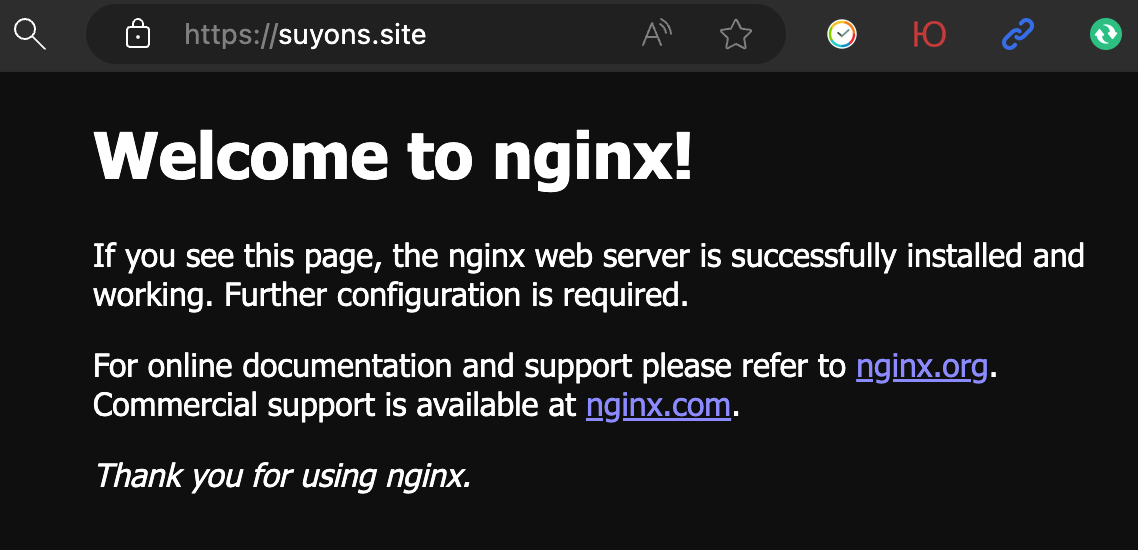 https://suyons.site
Welcome to nginx!
If you see this page, the nginx web server is successfully installed and
working. Further configuration is required.
For online documentation and support please refer to nginx.org.
Commercial support is available at nginx.com.
Thank you for using nginx.